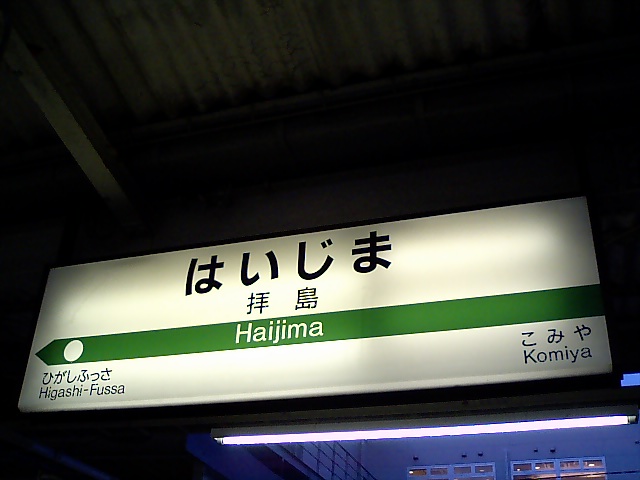 はいじま
拝島
Haijima
ひがしふっさ
Higashi-Fussa
こみや
Komiya